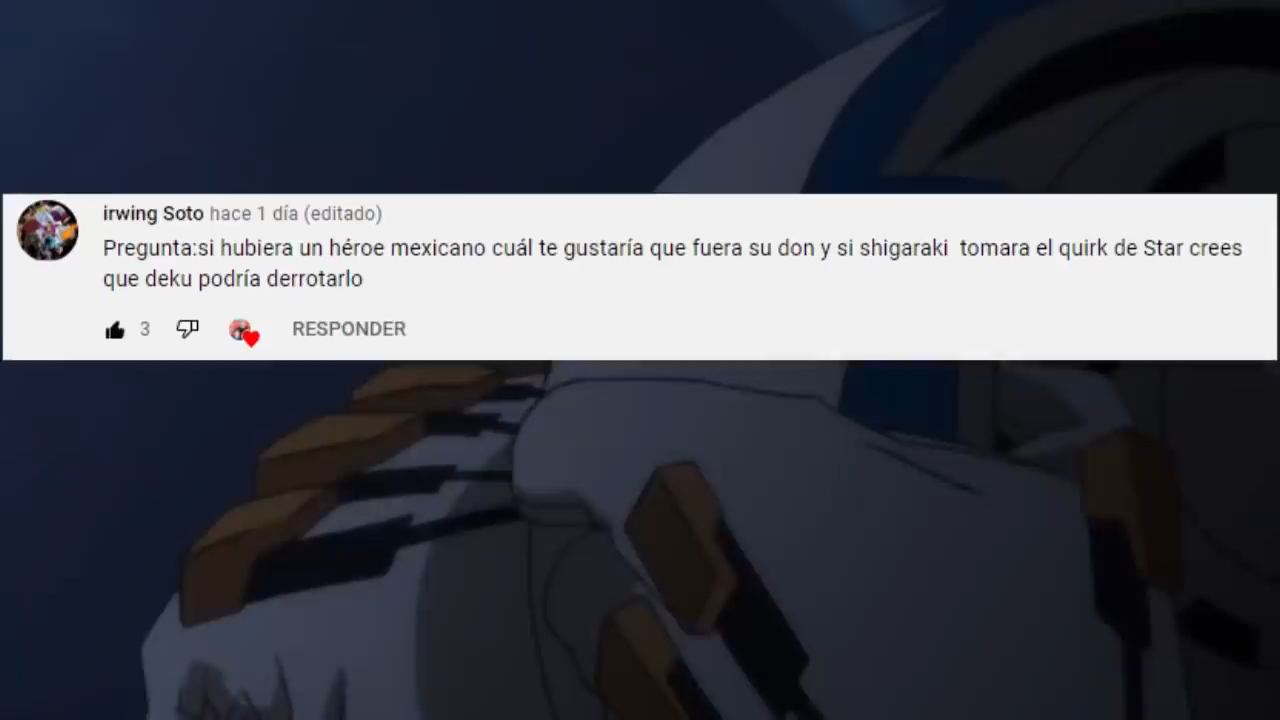 irwing Soto hace 1 día (editado)
Pregunta:si hubiera un héroe mexicano cuál te gustaría que fuera su don y si shigaraki  tomara el quirk de Star crees
que deku podría derrotarlo
3 RESPONDER